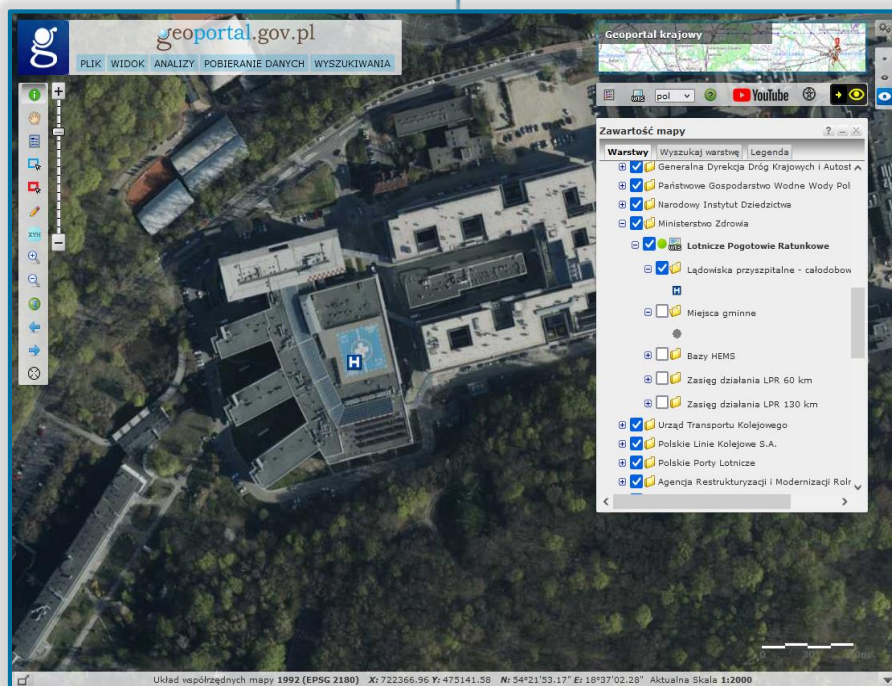 geoportal.gov.pl
PLIK WIDOK ANALIZY POBIERANIE DANYCH WYSZUKIWANIA
Geoportal krajowy
pol YouTube
XYH
Zawartość mapy
Warstwy Wyszukaj warstwę Legenda
Generalna Dyrekcja Dróg Krajowych i Autost
Państwowe Gospodarstwo Wodne Wody Pol
Narodowy Instytut Dziedzictwa
Ministerstwo Zdrowia
WMS Lotnicze Pogotowie Ratunkowe
Lądowiska przyszpitalne - całodobow
H
Miejsca gminne
Bazy HEMS
Zasięg działania LPR 60 km
Zasięg działania LPR 130 km
Urząd Transportu Kolejowego
Polskie Linie Kolejowe S.A.
Polskie Porty Lotnicze
Agencja Restrukturyzacji i Modernizacji Roln
H
Układ współrzędnych mapy 1992 (EPSG 2180) X: 722366.96 Y: 475141.58 N: 54°21'53.17" E: 18°37'02.28" Aktualna Skala 1:2000